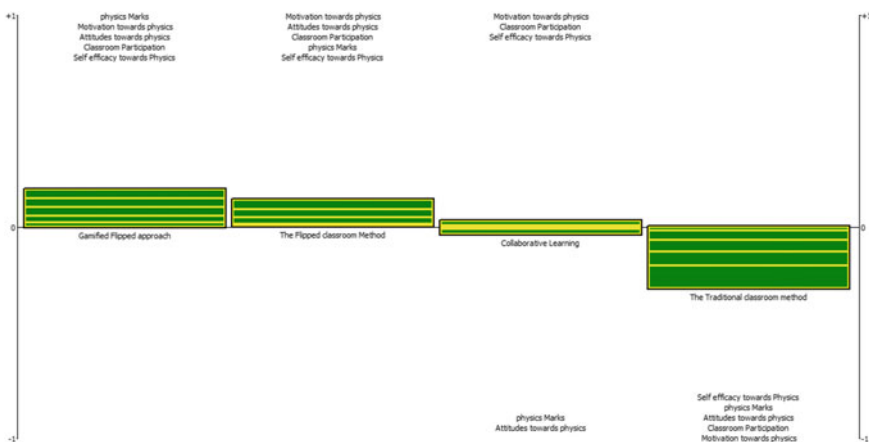 +1
physics Marks
Motivation towards physics
Attitudes towards physics
Classroom Participation
Self efficacy towards Physics
Motivation towards physics
Attitudes towards physics
Classroom Participation
physics Marks
Self efficacy towards Physics
Motivation towards physics
Classroom Participation
Self efficacy towards Physics
+1
0
0
Gamified Flipped approach
The Flipped classroom Method
Collaborative Learning
The Traditional classroom method
physics Marks
Attitudes towards physics
Self efficacy towards Physics
physics Marks
Attitudes towards physics
Classroom Participation
Motivation towards physics
-1
-1